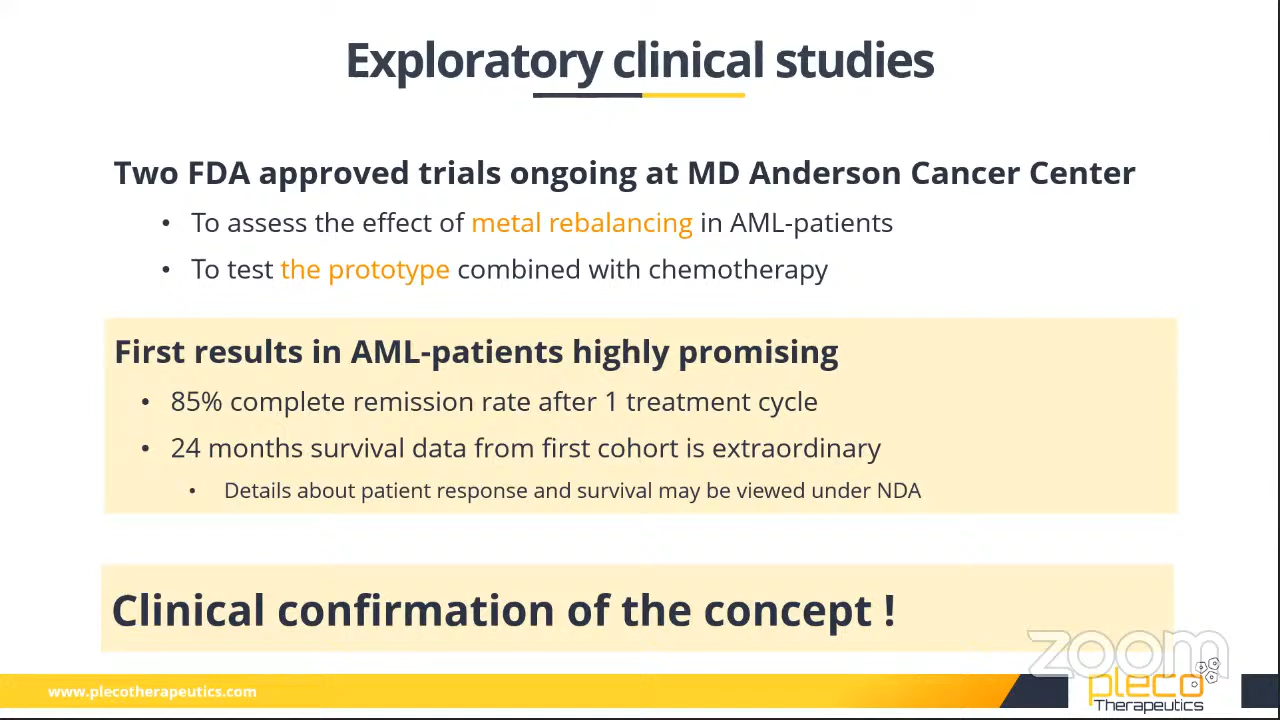 Exploratory clinical studies
Two FDA approved trials ongoing at MD Anderson Cancer Center
• To assess the effect of metal rebalancing in AML-patients
• To test the prototype combined with chemotherapy
First results in AML-patients highly promising
• 85% complete remission rate after 1 treatment cycle
• 24 months survival data from first cohort is extraordinary
• Details about patient response and survival may be viewed under NDA
Clinical confirmation of the concept !
zoom
www.plecotherapeutics.com
pleco
Therapeutics